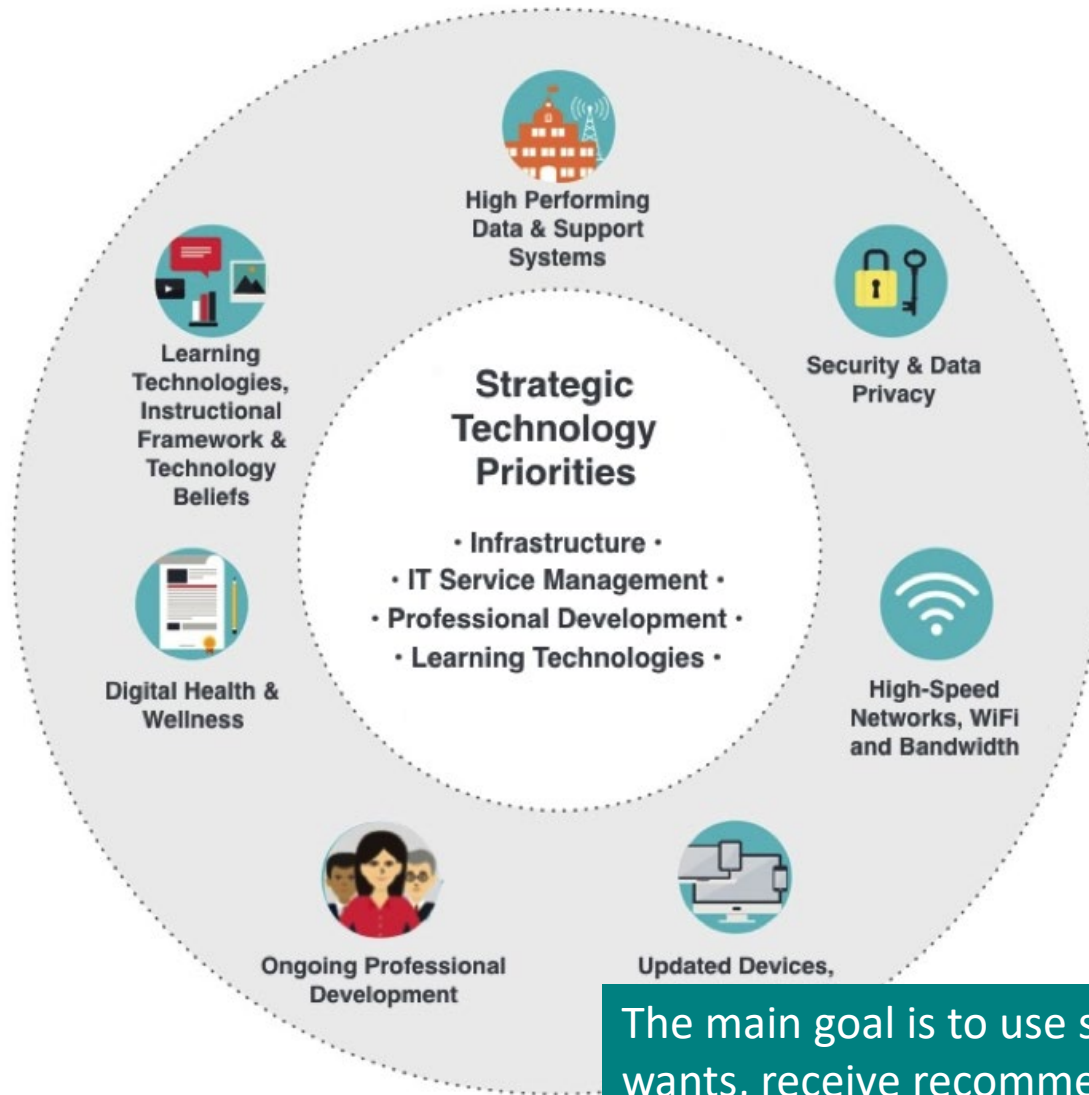 High Performing
Data & Support
Systems
Security & Data
Privacy
High-Speed
Networks, WiFi
and Bandwidth
Updated Devices,
Ongoing Professional
Development
Digital Health &
Wellness
Learning
Technologies,
Instructional
Framework &
Technology
Beliefs
Strategic
Technology
Priorities
· Infrastructure ·
· IT Service Management ·
· Professional Development ·
· Learning Technologies ·
The main goal is to use
wants, receive